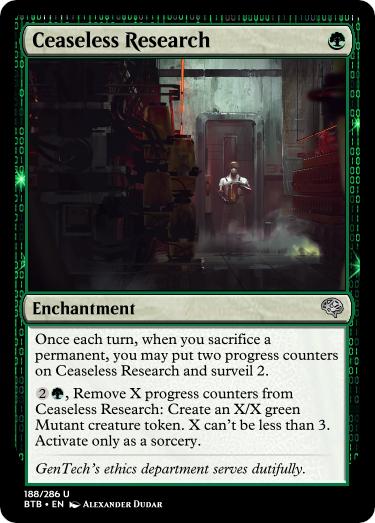 Ceaseless Research
Enchantment
Once each turn, when you sacrifice a
permanent, you may put two progress counters
on Ceaseless Research and surveil 2.
2 , Remove X progress counters from
Ceaseless Research: Create an X/X green
Mutant creature token. X can't be less than 3.
Activate only as a sorcery.
GenTech's ethics department serves dutifully.
188/286 U
BTB • EN Alexander Dudar